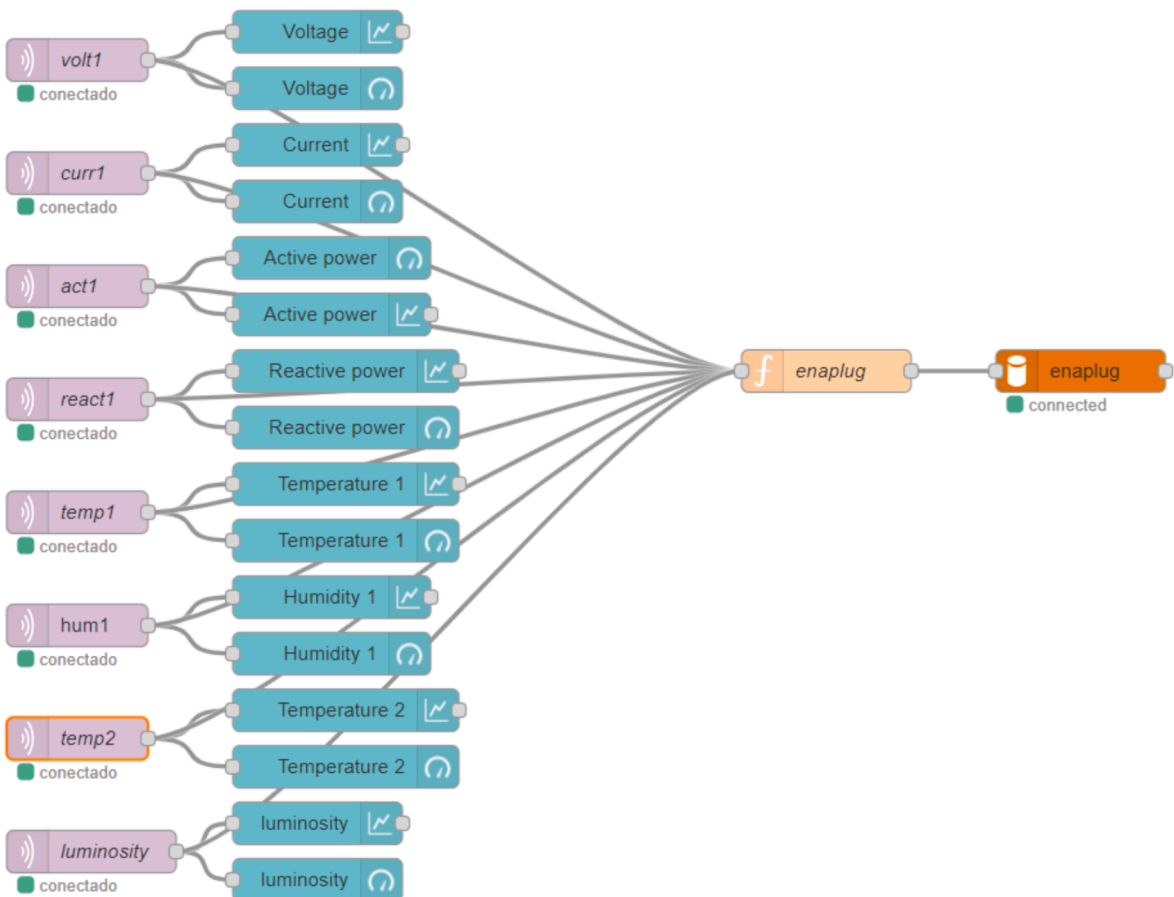 Voltage
volt1
conectado
Voltage
Current
curr1
conectado
Current
Active power
act1
conectado
Active power
Reactive power
react1
conectado
Reactive power
enaplug
enaplug
connected
Temperature 1
temp1
conectado
Temperature 1
Humidity 1
hum1
conectado
Humidity 1
Temperature 2
temp2
conectado
Temperature 2
luminosity
luminosity
conectado
luminosity